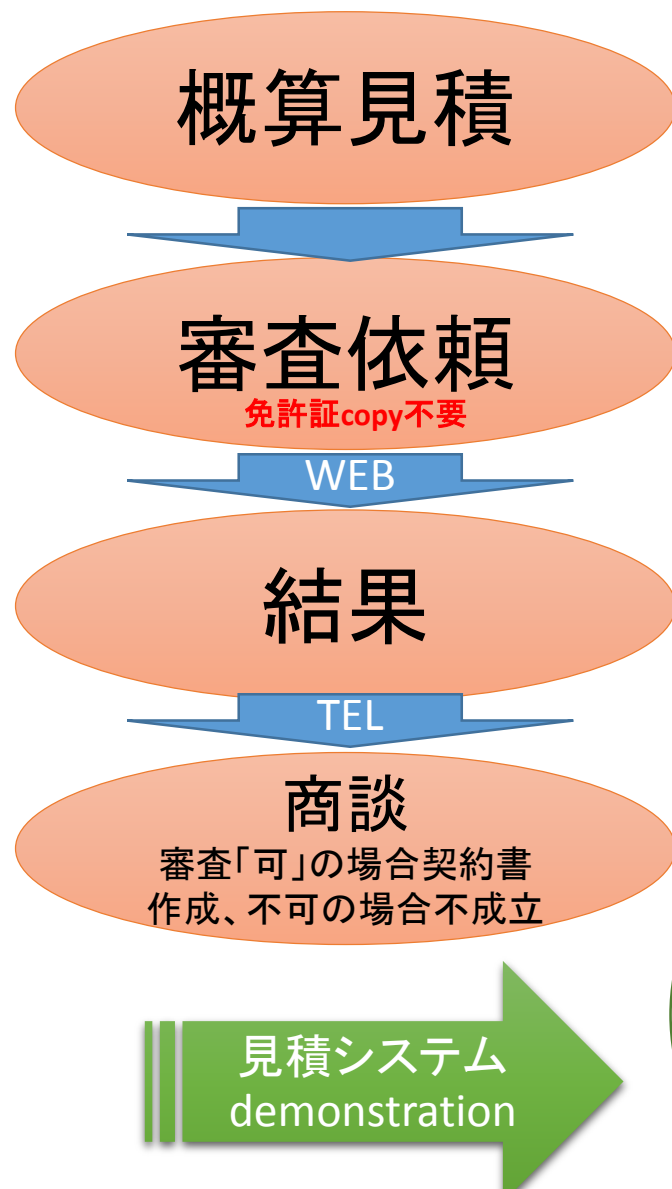 概算見積
審査依頼
免許証copy不要
WEB
結果
TEL
商談
審査「可」の場合契約書
作成、不可の場合不成立
見積システム
demonstration